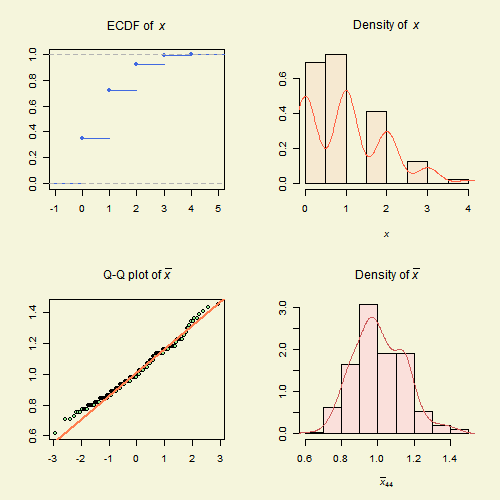 ECDF of x
0.0 0.2 0.4 0.6 0.8 1.0
-1 0 1 2 3 4 5
Density of x
0.0 0.2 0.4 0.6
0 1 2 3 4
x
Q-Q plot of x̅
0.6 0.8 1.0 1.2 1.4
-3 -2 -1 0 1 2 3
Density of x̅
0.0 1.0 2.0 3.0
0.6 0.8 1.0 1.2 1.4
x̅₄₄